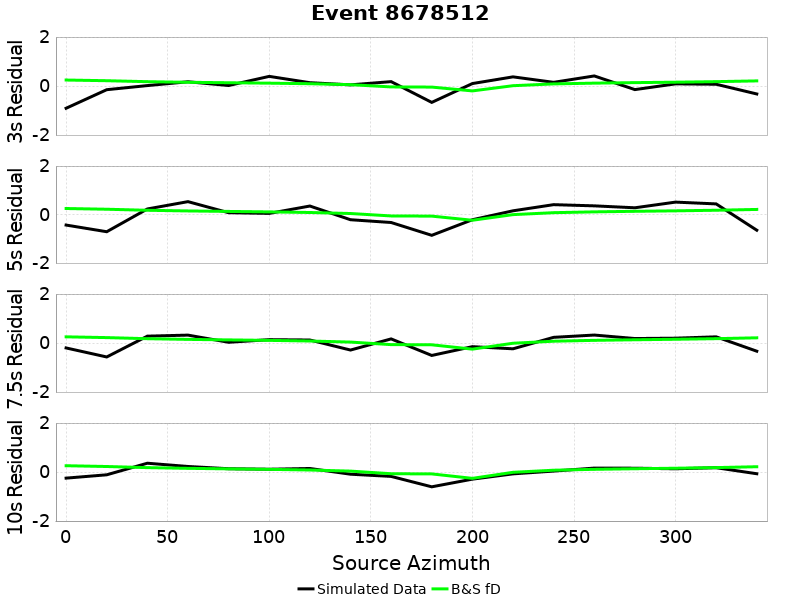 Event 8678512
3s Residual
2
0
-2
5s Residual
2
0
-2
7.5s Residual
2
0
-2
10s Residual
2
0
-2
0 50 100 150 200 250 300
Source Azimuth
Simulated Data B&S fD